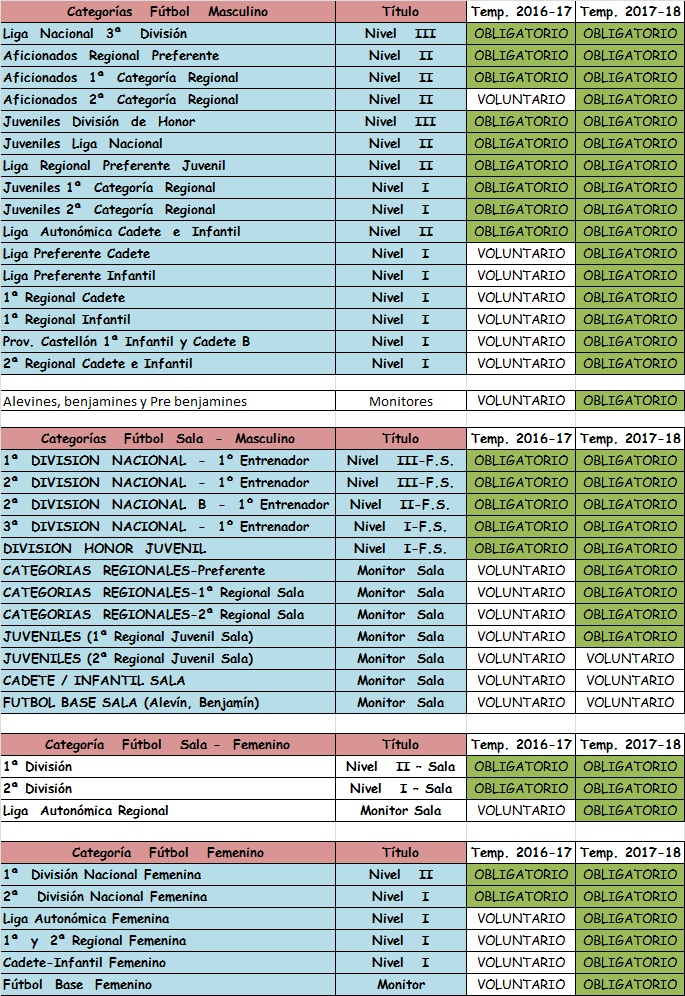 Categorías Fútbol Masculino Título Temp. 2016-17 Temp. 2017-18
Liga Nacional 3ª División Nivel III OBLIGATORIO OBLIGATORIO
Aficionados Regional Preferente Nivel II OBLIGATORIO OBLIGATORIO
Aficionados 1ª Categoría Regional Nivel II OBLIGATORIO OBLIGATORIO
Aficionados 2ª Categoría Regional Nivel II VOLUNTARIO OBLIGATORIO
Juveniles División de Honor Nivel III OBLIGATORIO OBLIGATORIO
Juveniles Liga Nacional Nivel II OBLIGATORIO OBLIGATORIO
Liga Regional Preferente Juvenil Nivel II OBLIGATORIO OBLIGATORIO
Juveniles 1ª Categoría Regional Nivel I OBLIGATORIO OBLIGATORIO
Juveniles 2ª Categoría Regional Nivel I OBLIGATORIO OBLIGATORIO
Liga Autonómica Cadete e Infantil Nivel II OBLIGATORIO OBLIGATORIO
Liga Preferente Cadete Nivel I VOLUNTARIO OBLIGATORIO
Liga Preferente Infantil Nivel I VOLUNTARIO OBLIGATORIO
1ª Regional Cadete Nivel I VOLUNTARIO OBLIGATORIO
1ª Regional Infantil Nivel I VOLUNTARIO OBLIGATORIO
Prov. Castellón 1ª Infantil y Cadete B Nivel I VOLUNTARIO OBLIGATORIO
2ª Regional Cadete e Infantil Nivel I VOLUNTARIO OBLIGATORIO
Alevines, benjamines y Pre benjamines Monitores VOLUNTARIO OBLIGATORIO
Categorías Fútbol Sala - Masculino Título Temp. 2016-17 Temp. 2017-18
1ª DIVISION NACIONAL - 1º Entrenador Nivel III-F.S. OBLIGATORIO OBLIGATORIO
2ª DIVISION NACIONAL - 1º Entrenador Nivel III-F.S. OBLIGATORIO OBLIGATORIO
2ª DIVISION NACIONAL B - 1º Entrenador Nivel II-F.S. OBLIGATORIO OBLIGATORIO
3ª DIVISION NACIONAL - 1º Entrenador Nivel I-F.S. OBLIGATORIO OBLIGATORIO
DIVISION HONOR JUVENIL Nivel I-F.S. OBLIGATORIO OBLIGATORIO
CATEGORIAS REGIONALES-Preferente Monitor Sala VOLUNTARIO OBLIGATORIO
CATEGORIAS REGIONALES-1ª Regional Sala Monitor Sala VOLUNTARIO OBLIGATORIO
CATEGORIAS REGIONALES-2ª Regional Sala Monitor Sala VOLUNTARIO OBLIGATORIO
JUVENILES (1ª Regional Juvenil Sala) Monitor Sala VOLUNTARIO OBLIGATORIO
JUVENILES (2ª Regional Juvenil Sala) Monitor Sala VOLUNTARIO VOLUNTARIO
CADETE / INFANTIL SALA Monitor Sala VOLUNTARIO VOLUNTARIO
FUTBOL BASE SALA (Alevín, Benjamín) Monitor Sala VOLUNTARIO VOLUNTARIO
Categoría Fútbol Sala - Femenino Título Temp. 2016-17 Temp. 2017-18
1ª División Nivel II - Sala OBLIGATORIO OBLIGATORIO
2ª División Nivel I - Sala OBLIGATORIO OBLIGATORIO
Liga Autonómica Regional Monitor Sala VOLUNTARIO OBLIGATORIO
Categoría Fútbol Femenino Título Temp. 2016-17 Temp. 2017-18
1ª División Nacional Femenina Nivel II OBLIGATORIO OBLIGATORIO
2ª División Nacional Femenina Nivel I OBLIGATORIO OBLIGATORIO
Liga Autonómica Femenina Nivel I VOLUNTARIO OBLIGATORIO
1ª y 2ª Regional Femenina Nivel I VOLUNTARIO OBLIGATORIO
Cadete-Infantil Femenino Nivel I VOLUNTARIO OBLIGATORIO
Fútbol Base Femenino Monitor VOLUNTARIO OBLIGATORIO